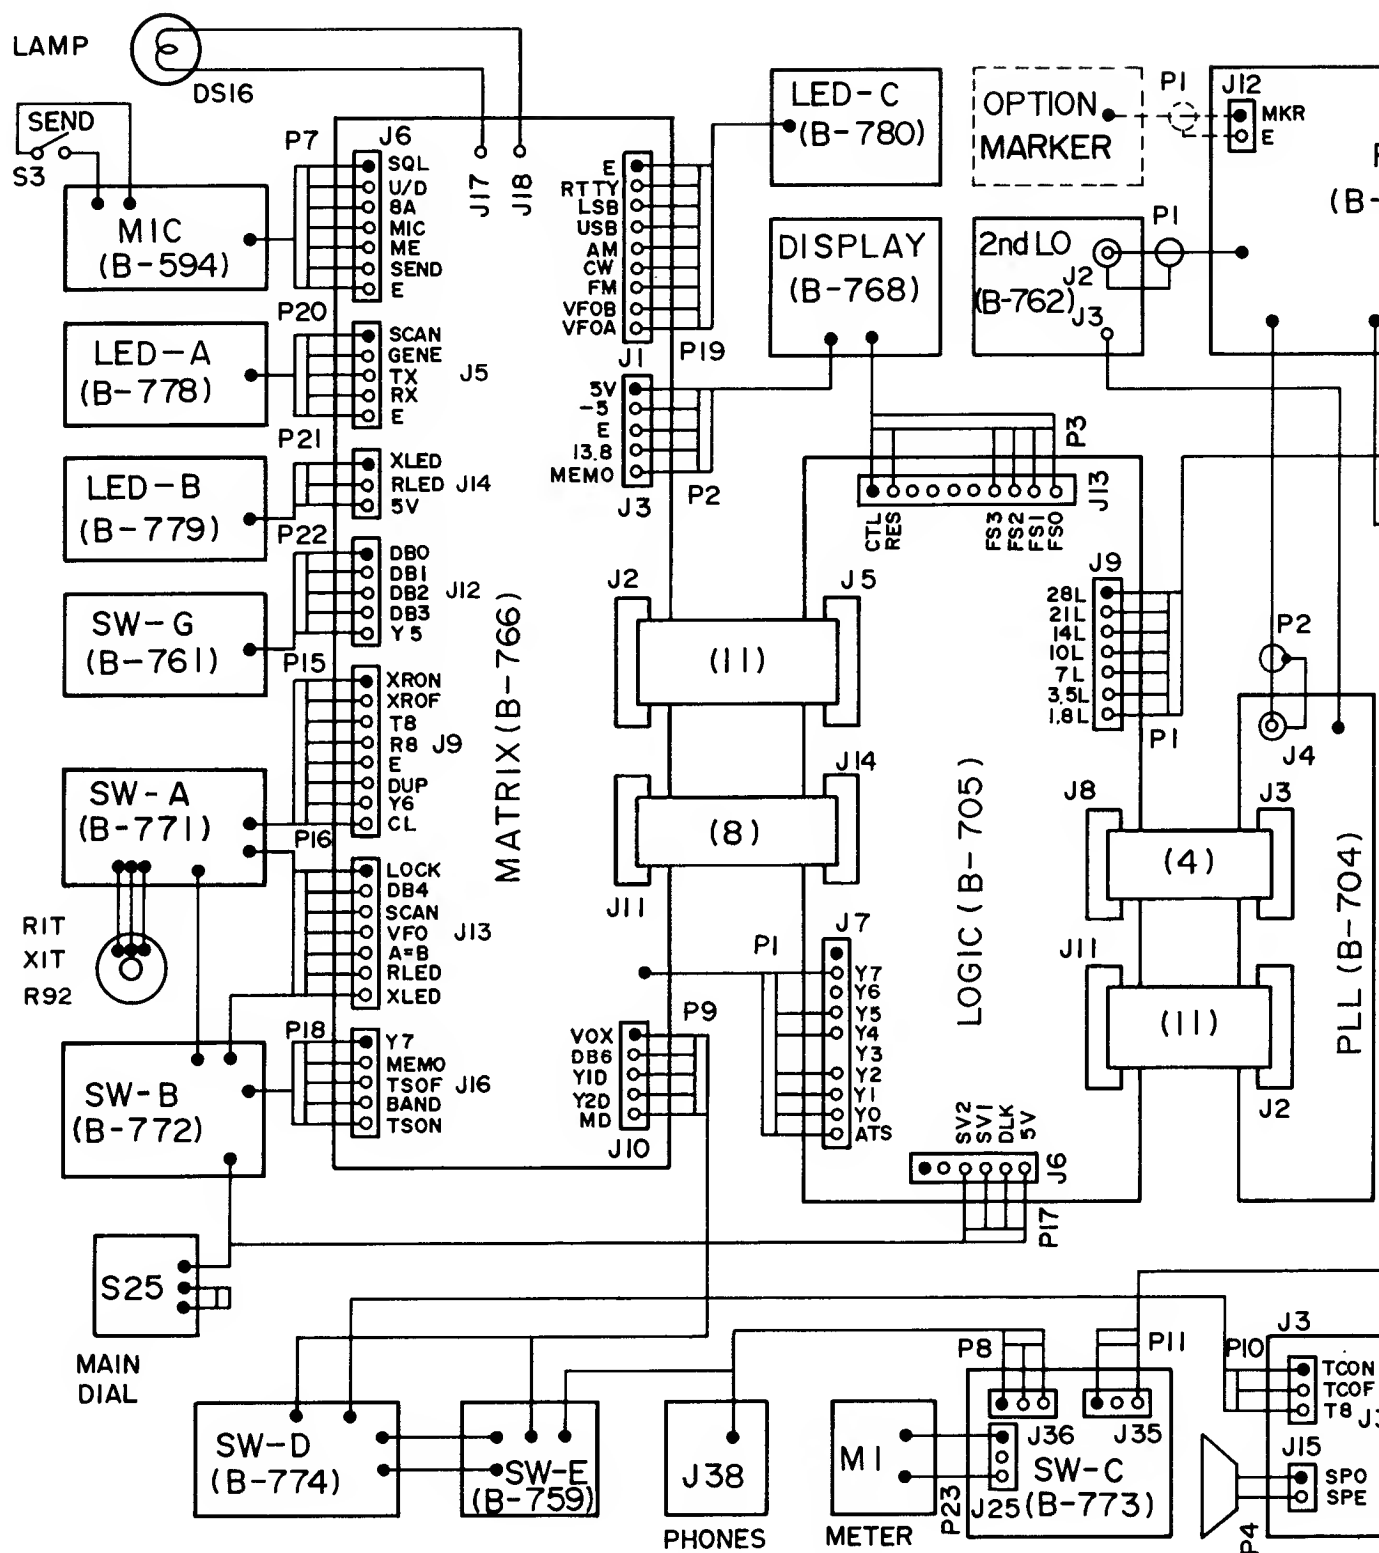 LAMP
DS16
SEND
S3
MIC
(B-594)
P7
J6
SQL
U/D
8A
MIC
ME
SEND
E
J17
J18
P20
LED-A
(B-778)
SCAN
GENE
TX
RX
E
J5
P21
LED-B
(B-779)
XLED
RLED
5V
J14
P22
SW-G
(B-761)
DB0
DB1
DB2
DB3
Y5
J12
P15
SW-A
(B-771)
XRON
XROF
T8
R8
E
DUP
Y6
CL
J9
P16
RIT
XIT
R92
LOCK
DB4
SCAN
VFO
A=B
RLED
XLED
J13
P18
SW-B
(B-772)
Y7
MEMO
TSOF
BAND
TSON
J16
MATRIX (B-766)
E
RTTY
LSB
USB
AM
CW
FM
VFOB
VFOA
J1
P19
5V
-5
E
13.8
MEMO
J3
P2
LED-C
(B-780)
DISPLAY
(B-768)
OPTION
MARKER
P1
J12
MKR
E
(B-
2nd LO
(B-762)
J2
J3
P1
P3
J13
CTL
RES
FS3
FS2
FS1
FS0
J2
(11)
J5
J11
(8)
J14
J9
28L
21L
14L
10L
7L
3.5L
1.8L
P1
P2
J4
LOGIC (B-705)
J8
(4)
J3
J11
(11)
J2
PLL (B-704)
P1
J7
Y7
Y6
Y5
Y4
Y3
Y2
Y1
Y0
ATS
P9
VOX
DB6
Y1D
Y2D
MD
J10
SV2
SV1
DLK
5V
J6
P17
S25
MAIN
DIAL
SW-D
(B-774)
SW-E
(B-759)
J38
PHONES
M1
METER
P8
P11
J36
J35
J25
P23
SW-C
(B-773)
P10
J3
TCON
TCOF
T8
J15
SPO
SPE
P4